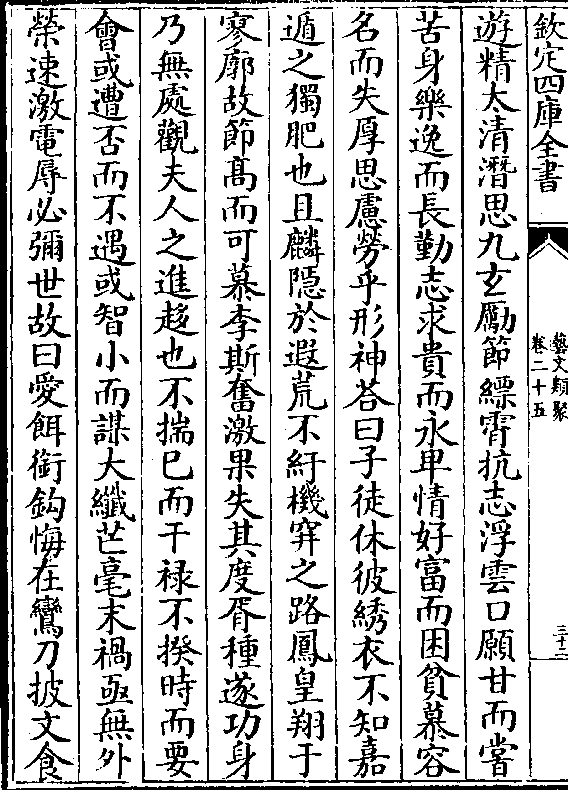 欽定四庫全書
藝文類聚
卷二十五
三十三
遊精太清潛思九玄勵節縹霄抗志浮雲口願甘而嘗
苦身樂逸而長勤志求貴而永卑情好富而困貧慕容
名而失厚思慮勞乎形神荅曰子徒休彼綉衣不知嘉
遁之獨肥也且麟隱於遐荒不紆機穽之路鳳皇翔于
寥廓故節高而可慕李斯奮激果失其度胥種遂功身
乃無處觀夫人之進趍也不揣已而干禄不揆時而要
會或遭否而不遇或智小而謀大纖芒毫末禍亟無外
榮速激電辱必彌世故曰愛餌銜鈎悔在鸞刀披文食